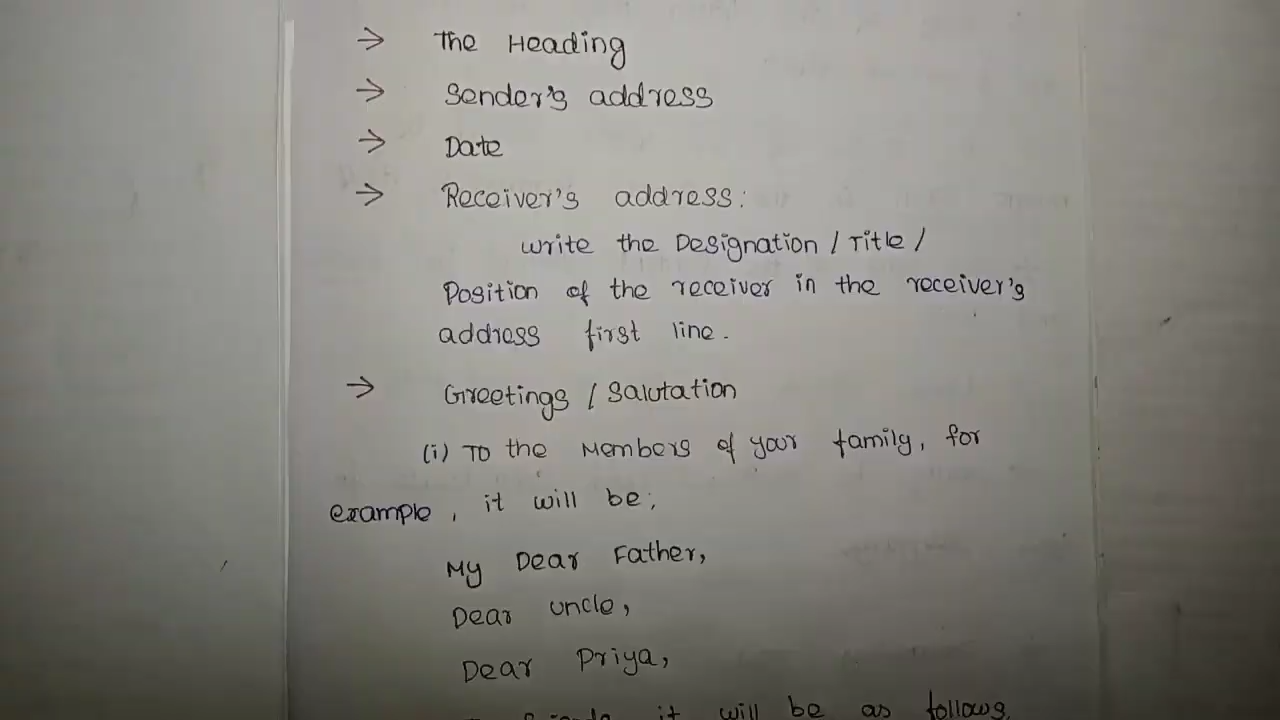 → The Heading
→ Sender's address
→ Date
→ Receiver's address:
write the Designation / Title /
Position of the receiver in the receiver's
address first line.
→ Greetings / Salutation
(i) To the Members of your family, for
example, it will be;
My Dear Father,
Dear uncle,
Dear Priya,
it will be as follows